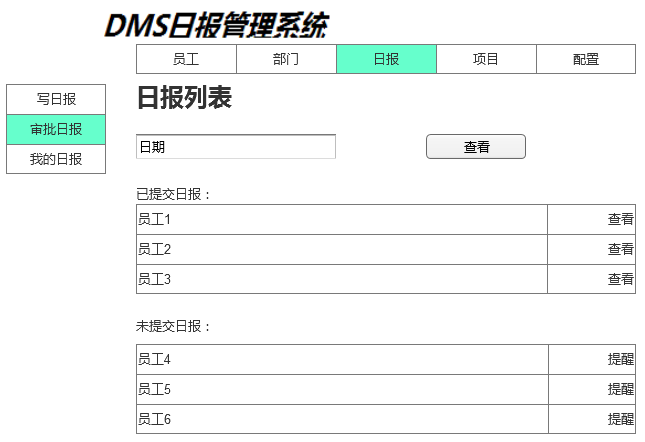 DMS日报管理系统
员工 部门 日报 项目 配置
写日报
审批日报
我的日报
日报列表
日期 查看
已提交日报：
员工1 查看
员工2 查看
员工3 查看
未提交日报：
员工4 提醒
员工5 提醒
员工6 提醒